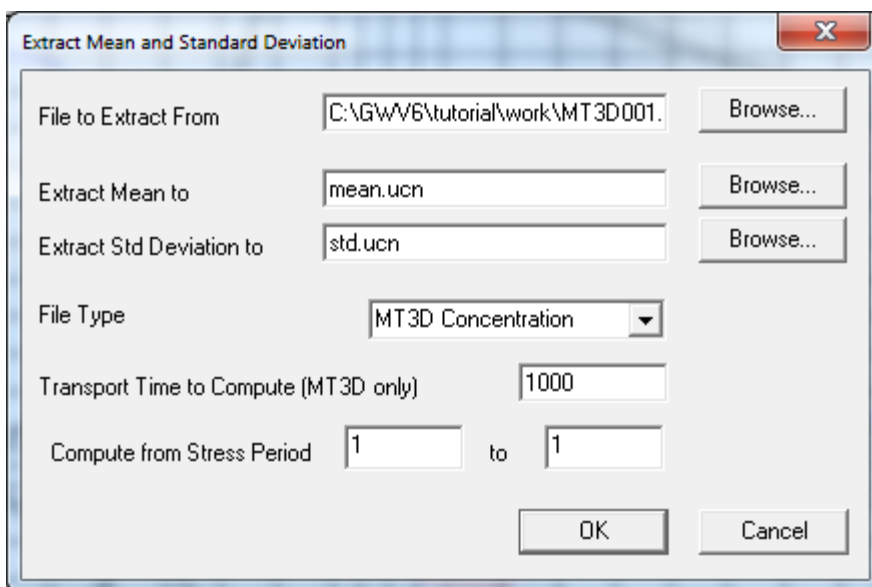 Extract Mean and Standard Deviation
File to Extract From C:\GWV6\tutorial\work\MT3D001. Browse...
Extract Mean to mean.ucn Browse...
Extract Std Deviation to std.ucn Browse...
File Type MT3D Concentration
Transport Time to Compute (MT3D only) 1000
Compute from Stress Period 1 to 1
OK Cancel